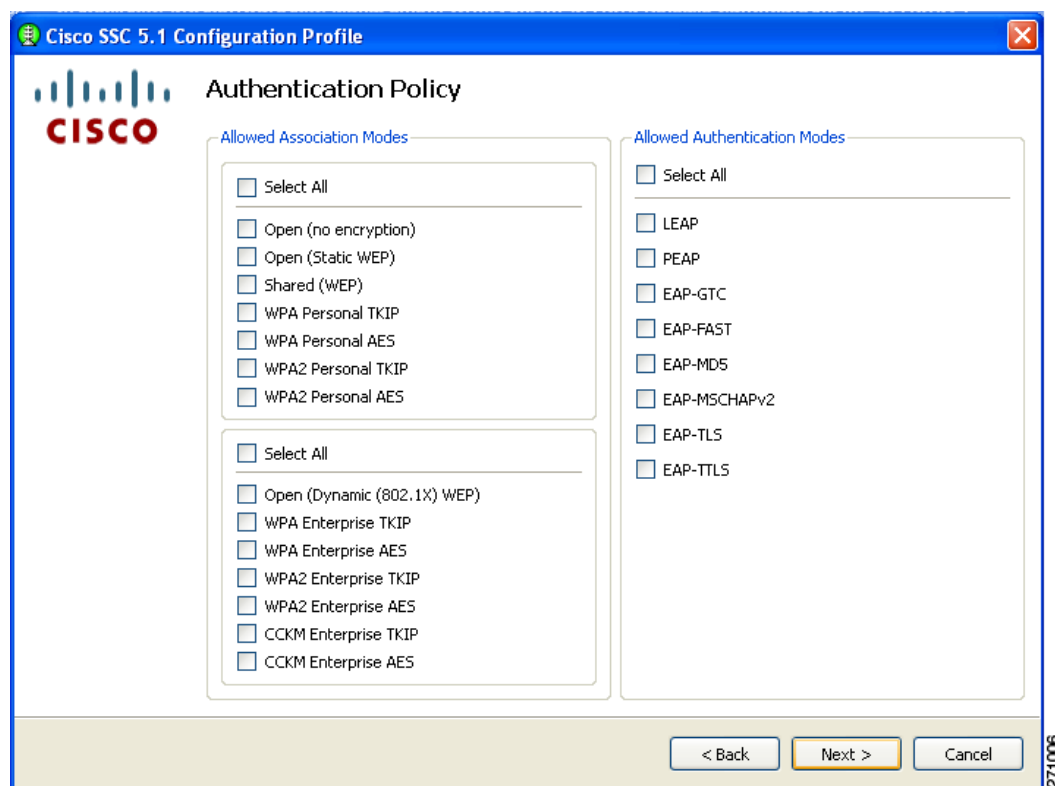 Cisco SSC 5.1 Configuration Profile
CISCO
Authentication Policy
Allowed Association Modes
Select All
Open (no encryption)
Open (Static WEP)
Shared (WEP)
WPA Personal TKIP
WPA Personal AES
WPA2 Personal TKIP
WPA2 Personal AES
Select All
Open (Dynamic (802.1X) WEP)
WPA Enterprise TKIP
WPA Enterprise AES
WPA2 Enterprise TKIP
WPA2 Enterprise AES
CCKM Enterprise TKIP
CCKM Enterprise AES
Allowed Authentication Modes
Select All
LEAP
PEAP
EAP-GTC
EAP-FAST
EAP-MD5
EAP-MSCHAPv2
EAP-TLS
EAP-TTLS
< Back
Next >
Cancel
271006